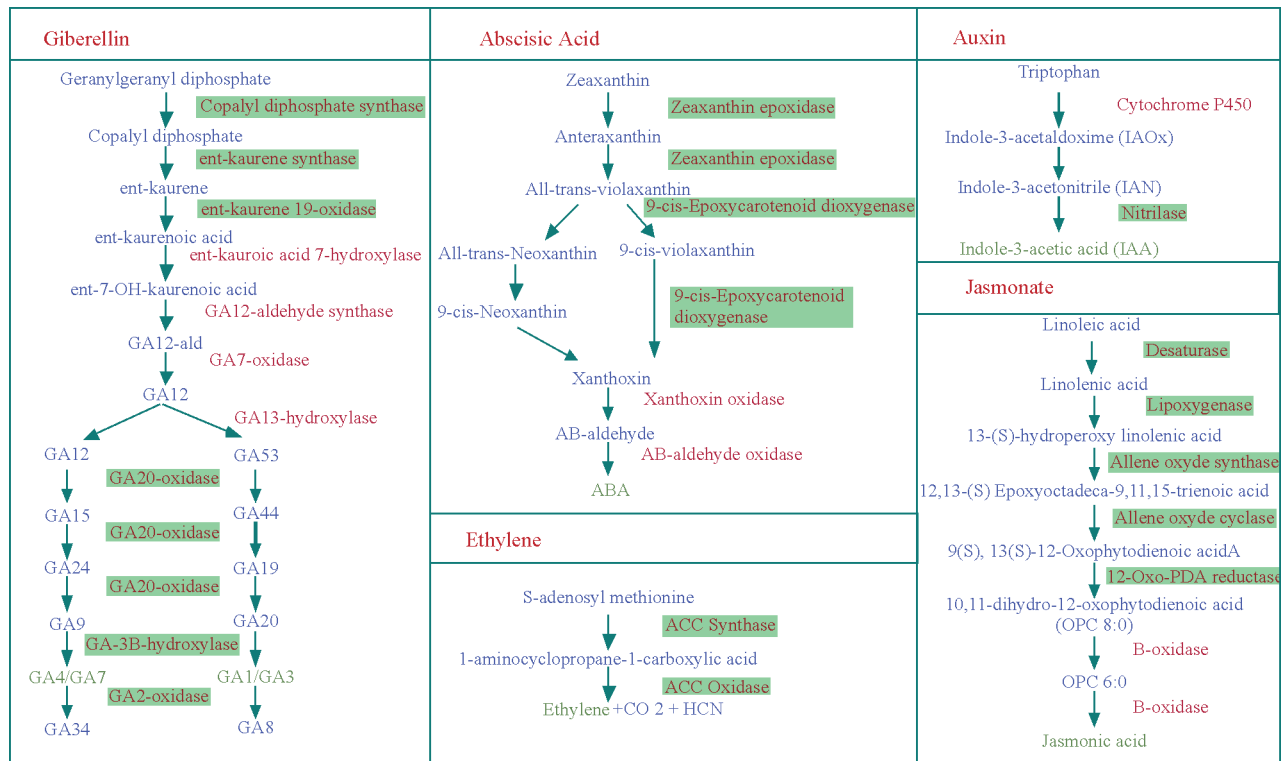 Giberellin
Geranylgeranyl diphosphate
Copalyl diphosphate synthase
Copalyl diphosphate
ent-kaurene synthase
ent-kaurene
ent-kaurene 19-oxidase
ent-kaurenoic acid
ent-kauroic acid 7-hydroxylase
ent-7-OH-kaurenoic acid
GA12-aldehyde synthase
GA12-ald
GA7-oxidase
GA12
GA13-hydroxylase
GA12
GA53
GA20-oxidase
GA15
GA44
GA20-oxidase
GA24
GA19
GA20-oxidase
GA9
GA20
GA-3B-hydroxylase
GA4/GA7
GA1/GA3
GA2-oxidase
GA34
GA8
Abscisic Acid
Zeaxanthin
Zeaxanthin epoxidase
Anteraxanthin
Zeaxanthin epoxidase
All-trans-violaxanthin
9-cis-Epoxycarotenoid dioxygenase
All-trans-Neoxanthin
9-cis-violaxanthin
9-cis-Neoxanthin
9-cis-Epoxycarotenoid
dioxygenase
Xanthoxin
Xanthoxin oxidase
AB-aldehyde
AB-aldehyde oxidase
ABA
Ethylene
S-adenosyl methionine
ACC Synthase
1-aminocyclopropane-1-carboxylic acid
ACC Oxidase
Ethylene +CO 2 + HCN
Auxin
Triptophan
Cytochrome P450
Indole-3-acetaldoxime (IAOx)
Indole-3-acetonitrile (IAN)
Nitrilase
Indole-3-acetic acid (IAA)
Jasmonate
Linoleic acid
Desaturase
Linolenic acid
Lipoxygenase
13-(S)-hydroperoxy linolenic acid
Allene oxyde synthase
12,13-(S) Epoxyoctadeca-9,11,15-trienoic acid
Allene oxyde cyclase
9(S), 13(S)-12-Oxophytodienoic acidA
12-Oxo-PDA reductase
10,11-dihydro-12-oxophytodienoic acid
(OPC 8:0)
B-oxidase
OPC 6:0
B-oxidase
Jasmonic acid